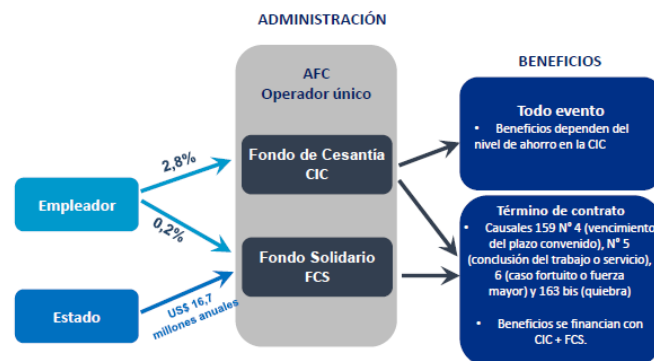 ADMINISTRACIÓN
AFC
Operador único
BENEFICIOS
Empleador
Estado
2,8%
0,2%
US$ 16,7
millones anuales
Fondo de Cesantía
CIC
Fondo Solidario
FCS
Todo evento
• Beneficios dependen del
nivel de ahorro en la CIC
Término de contrato
• Causales 159 N° 4 (vencimiento
del plazo convenido), N° 5
(conclusión del trabajo o servicio),
6 (caso fortuito o fuerza
mayor) y 163 bis (quiebra)
• Beneficios se financian con
CIC + FCS.